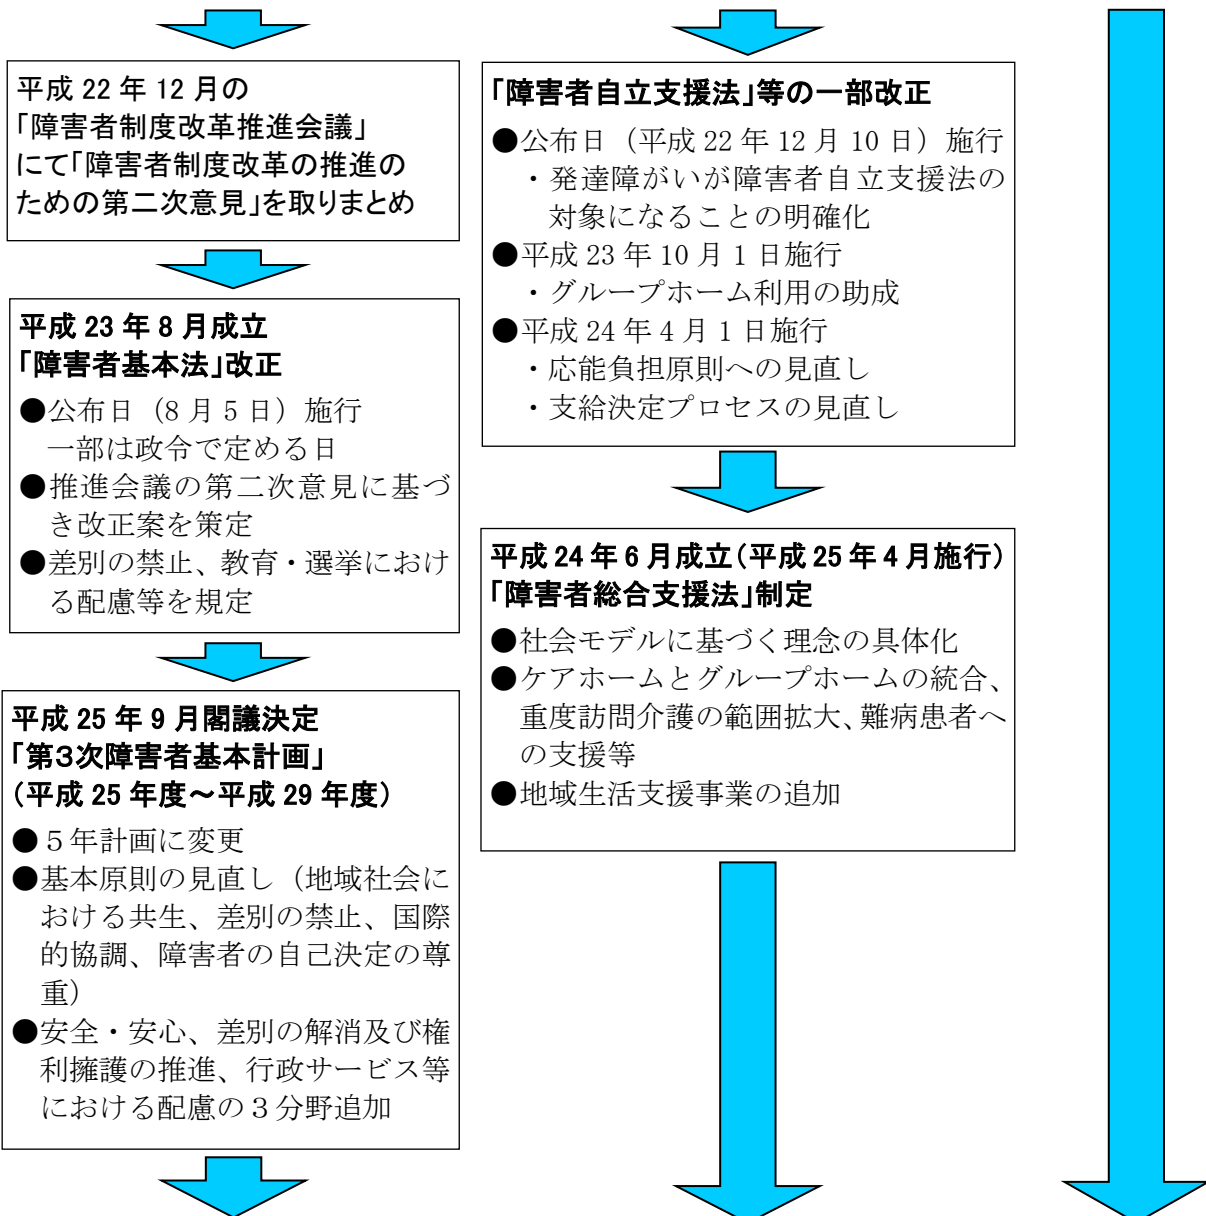 平成 22 年 12 月の
「障害者制度改革推進会議」
にて「障害者制度改革の推進の
ための第二次意見」を取りまとめ
平成 23 年 8 月成立
「障害者基本法」改正
●公布日（8 月 5 日）施行
一部は政令で定める日
●推進会議の第二次意見に基づ
き改正案を策定
●差別の禁止、教育・選挙におけ
る配慮等を規定
平成 25 年 9 月閣議決定
「第３次障害者基本計画」
（平成 25 年度～平成 29 年度）
●５年計画に変更
●基本原則の見直し（地域社会に
おける共生、差別の禁止、国際
的協調、障害者の自己決定の尊
重）
●安全・安心、差別の解消及び権
利擁護の推進、行政サービス等
における配慮の３分野追加
「障害者自立支援法」等の一部改正
●公布日（平成 22 年 12 月 10 日）施行
・発達障がいが障害者自立支援法の
対象になることの明確化
●平成 23 年 10 月 1 日施行
・グループホーム利用の助成
●平成 24 年 4 月 1 日施行
・応能負担原則への見直し
・支給決定プロセスの見直し
平成 24 年 6 月成立（平成 25 年 4 月施行）
「障害者総合支援法」制定
●社会モデルに基づく理念の具体化
●ケアホームとグループホームの統合、
重度訪問介護の範囲拡大、難病患者へ
の支援等
●地域生活支援事業の追加